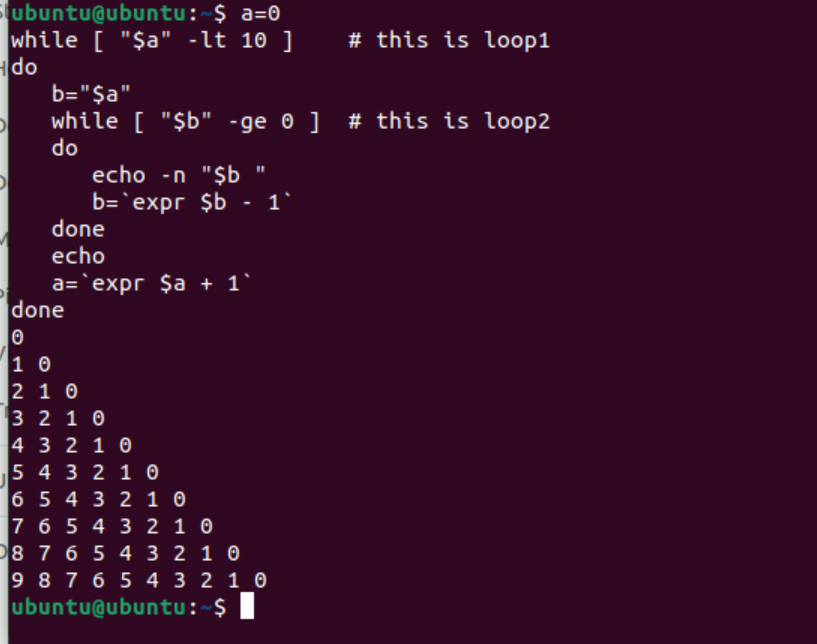 ubuntu@ubuntu:~$ a=0
while [ "$a" -lt 10 ]    # this is loop1
do
   b="$a"
   while [ "$b" -ge 0 ]  # this is loop2
   do
      echo -n "$b "
      b=`expr $b - 1`
   done
   echo
   a=`expr $a + 1`
done
0
1 0
2 1 0
3 2 1 0
4 3 2 1 0
5 4 3 2 1 0
6 5 4 3 2 1 0
7 6 5 4 3 2 1 0
8 7 6 5 4 3 2 1 0
9 8 7 6 5 4 3 2 1 0
ubuntu@ubuntu:~$